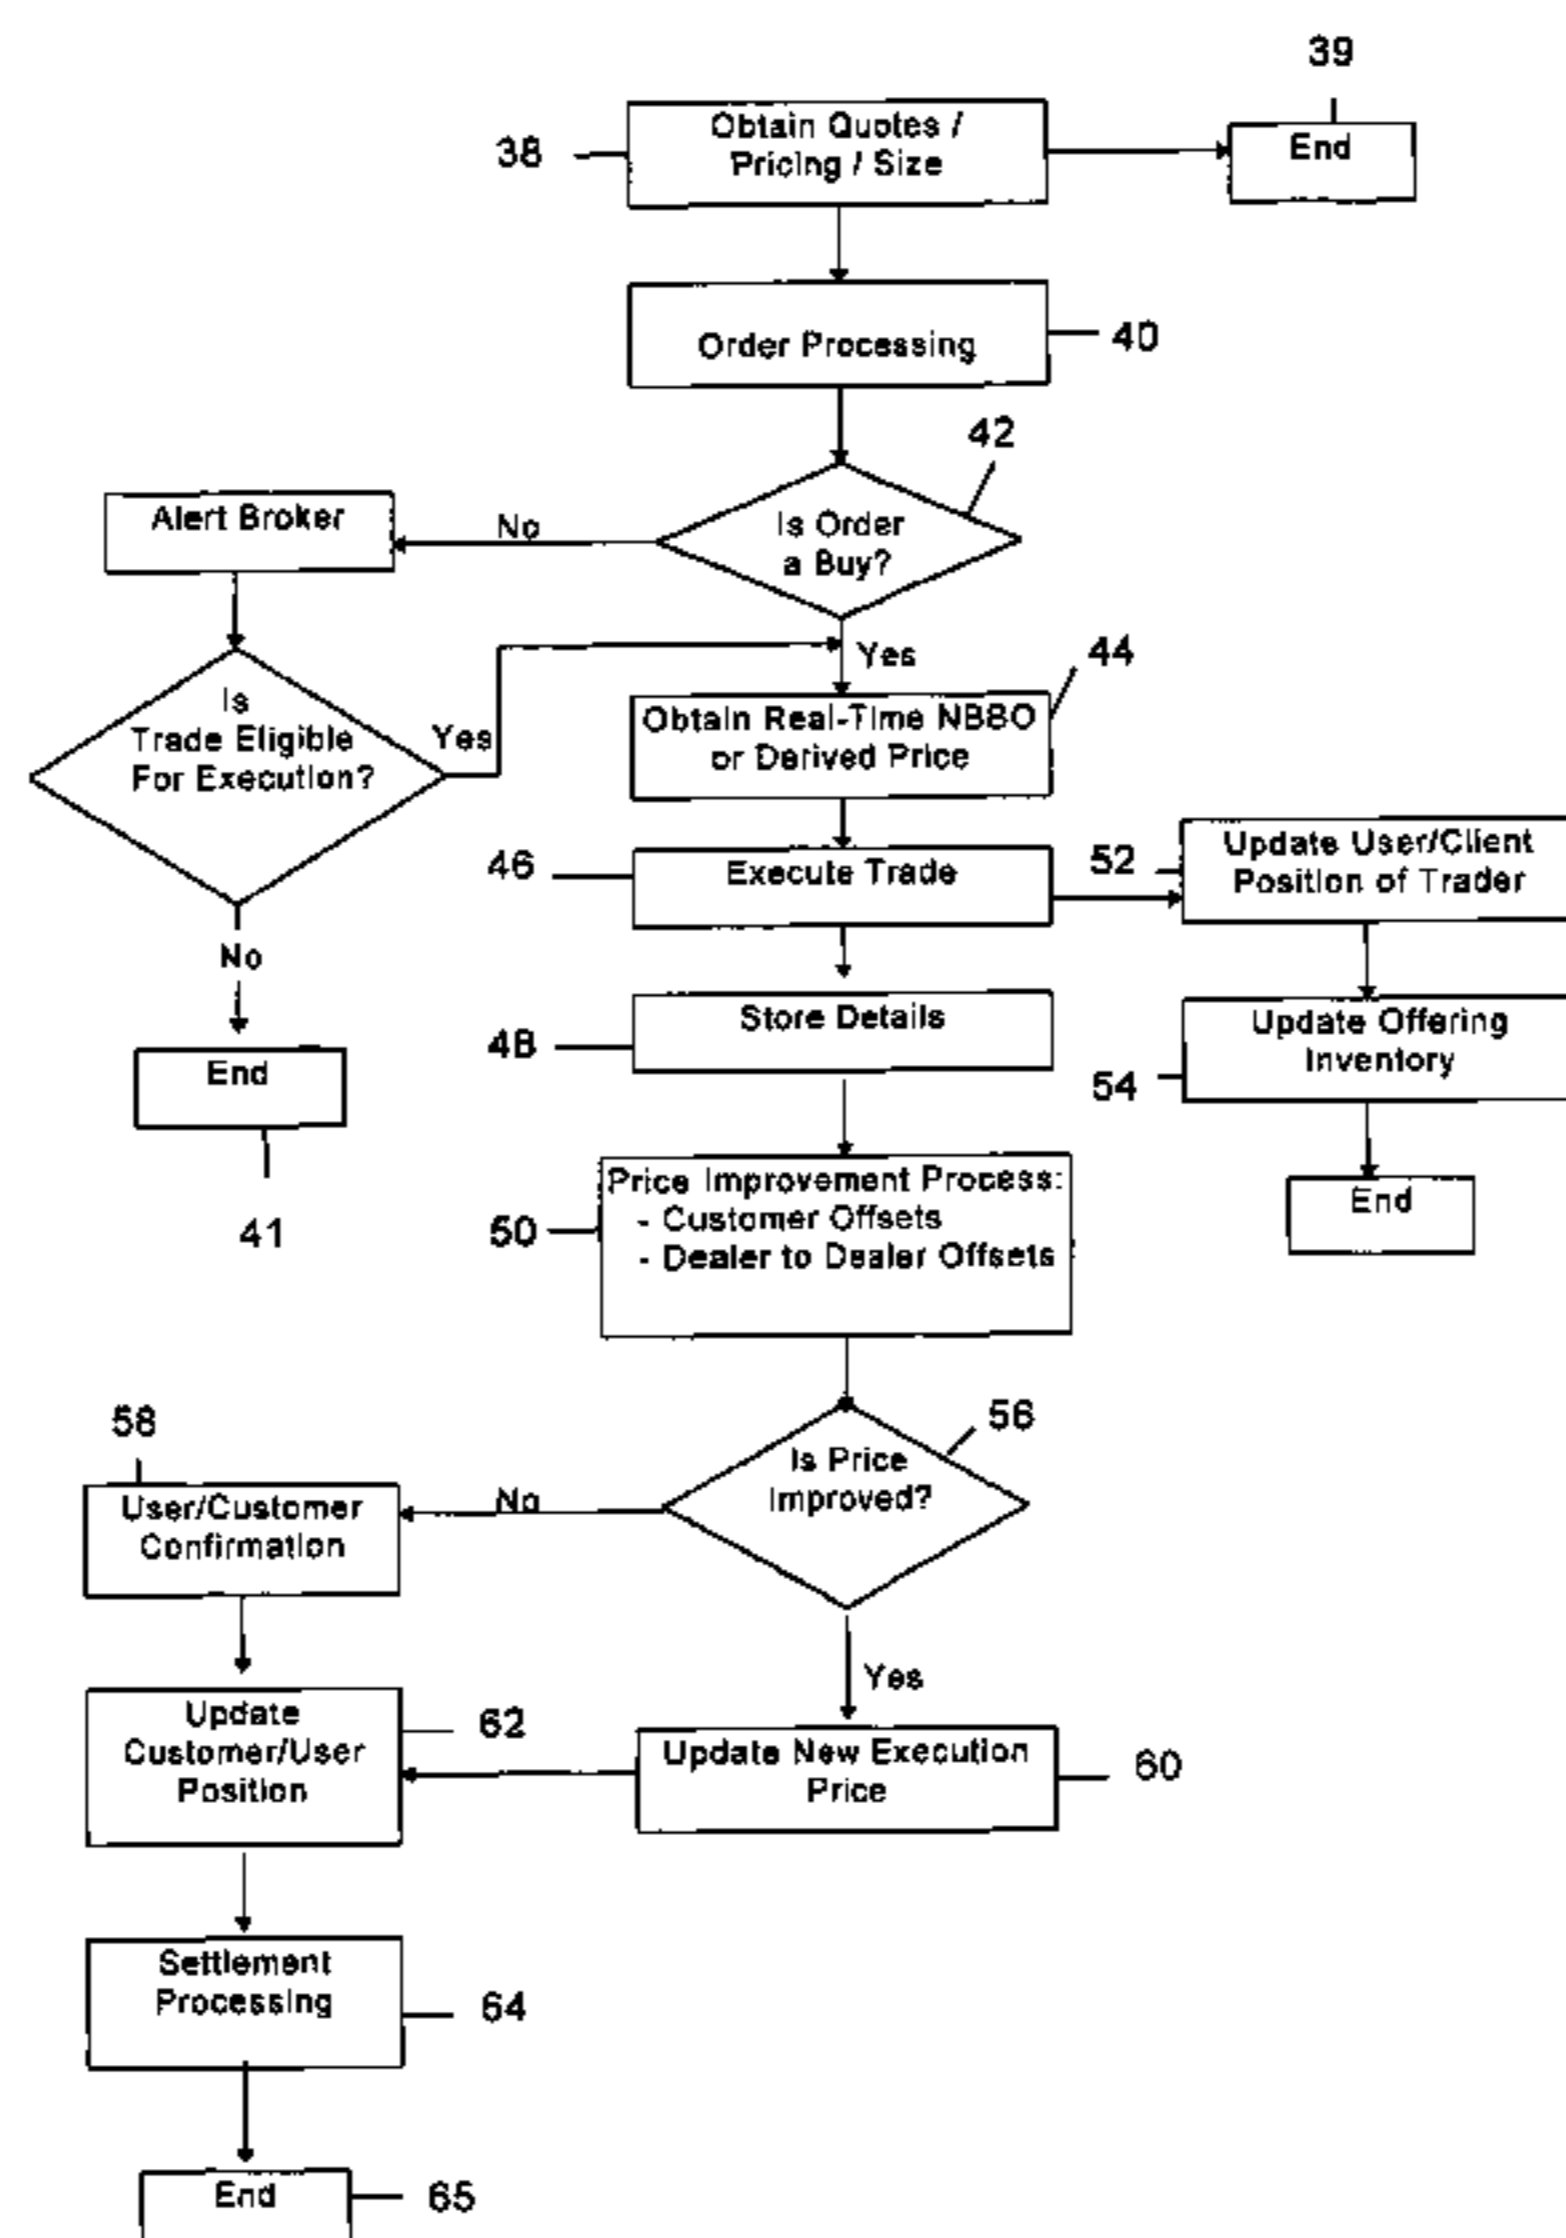 39
Obtain Quotes /
Pricing / Size
38
End
Order Processing
40
42
Is Order
a Buy?
No
Alert Broker
Yes
44
Is
Trade Eligible
For Execution?
Yes
Obtain Real-Time NBBO
or Derived Price
46
Execute Trade
52
Update User/Client
Position of Trader
No
48
Store Details
Update Offering
Inventory
54
End
41
Price Improvement Process:
- Customer Offsets
- Dealer to Dealer Offsets
50
End
56
Is Price
Improved?
58
No
User/Customer
Confirmation
Yes
Update
Customer/User
Position
62
Update New Execution
Price
60
Settlement
Processing
64
End
65